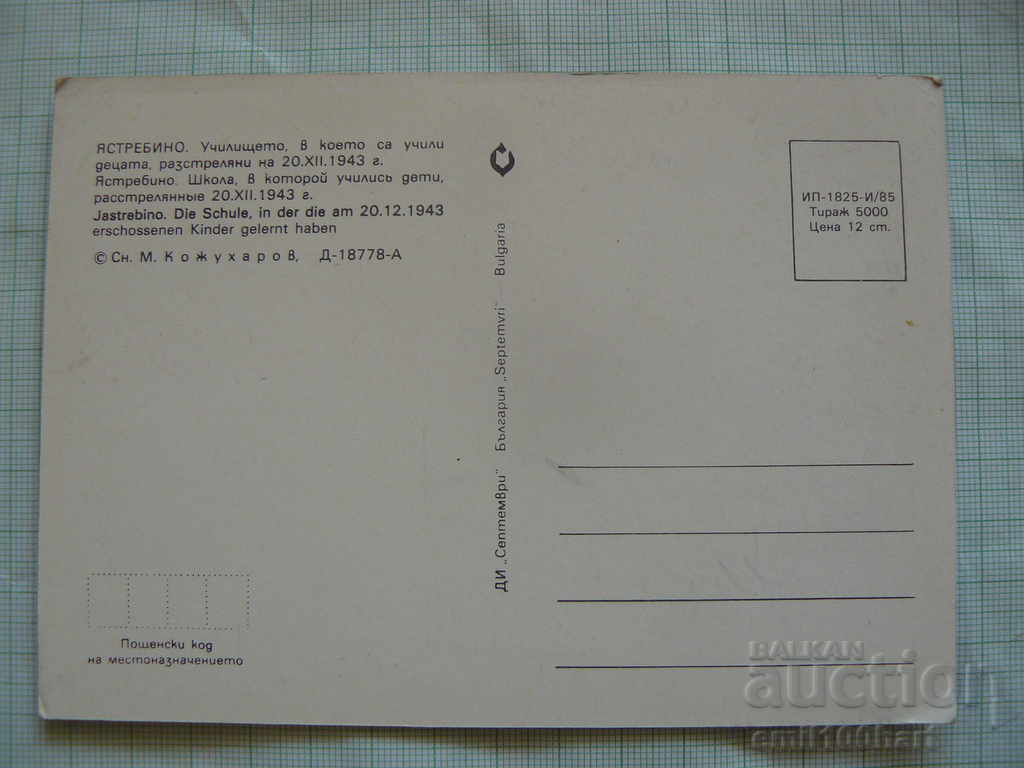 ЯСТРЕБИНО. Училището, в което са учили
децата, разстреляни на 20.XII.1943 г.
Ястребино. Школа, в которой учились дети,
расстрелянные 20.XII.1943 г.
Jastrebino. Die Schule, in der die am 20.12.1943
erschossenen Kinder gelernt haben
© Сн. М. Кожухаров, Д-18778-А
ДИ „Септември" България „Septemvri" Bulgaria
ИП-1825-И/85
Тираж 5000
Цена 12 ст.
Пощенски код
на местоназначението
BALKAN
auction
emil100hart